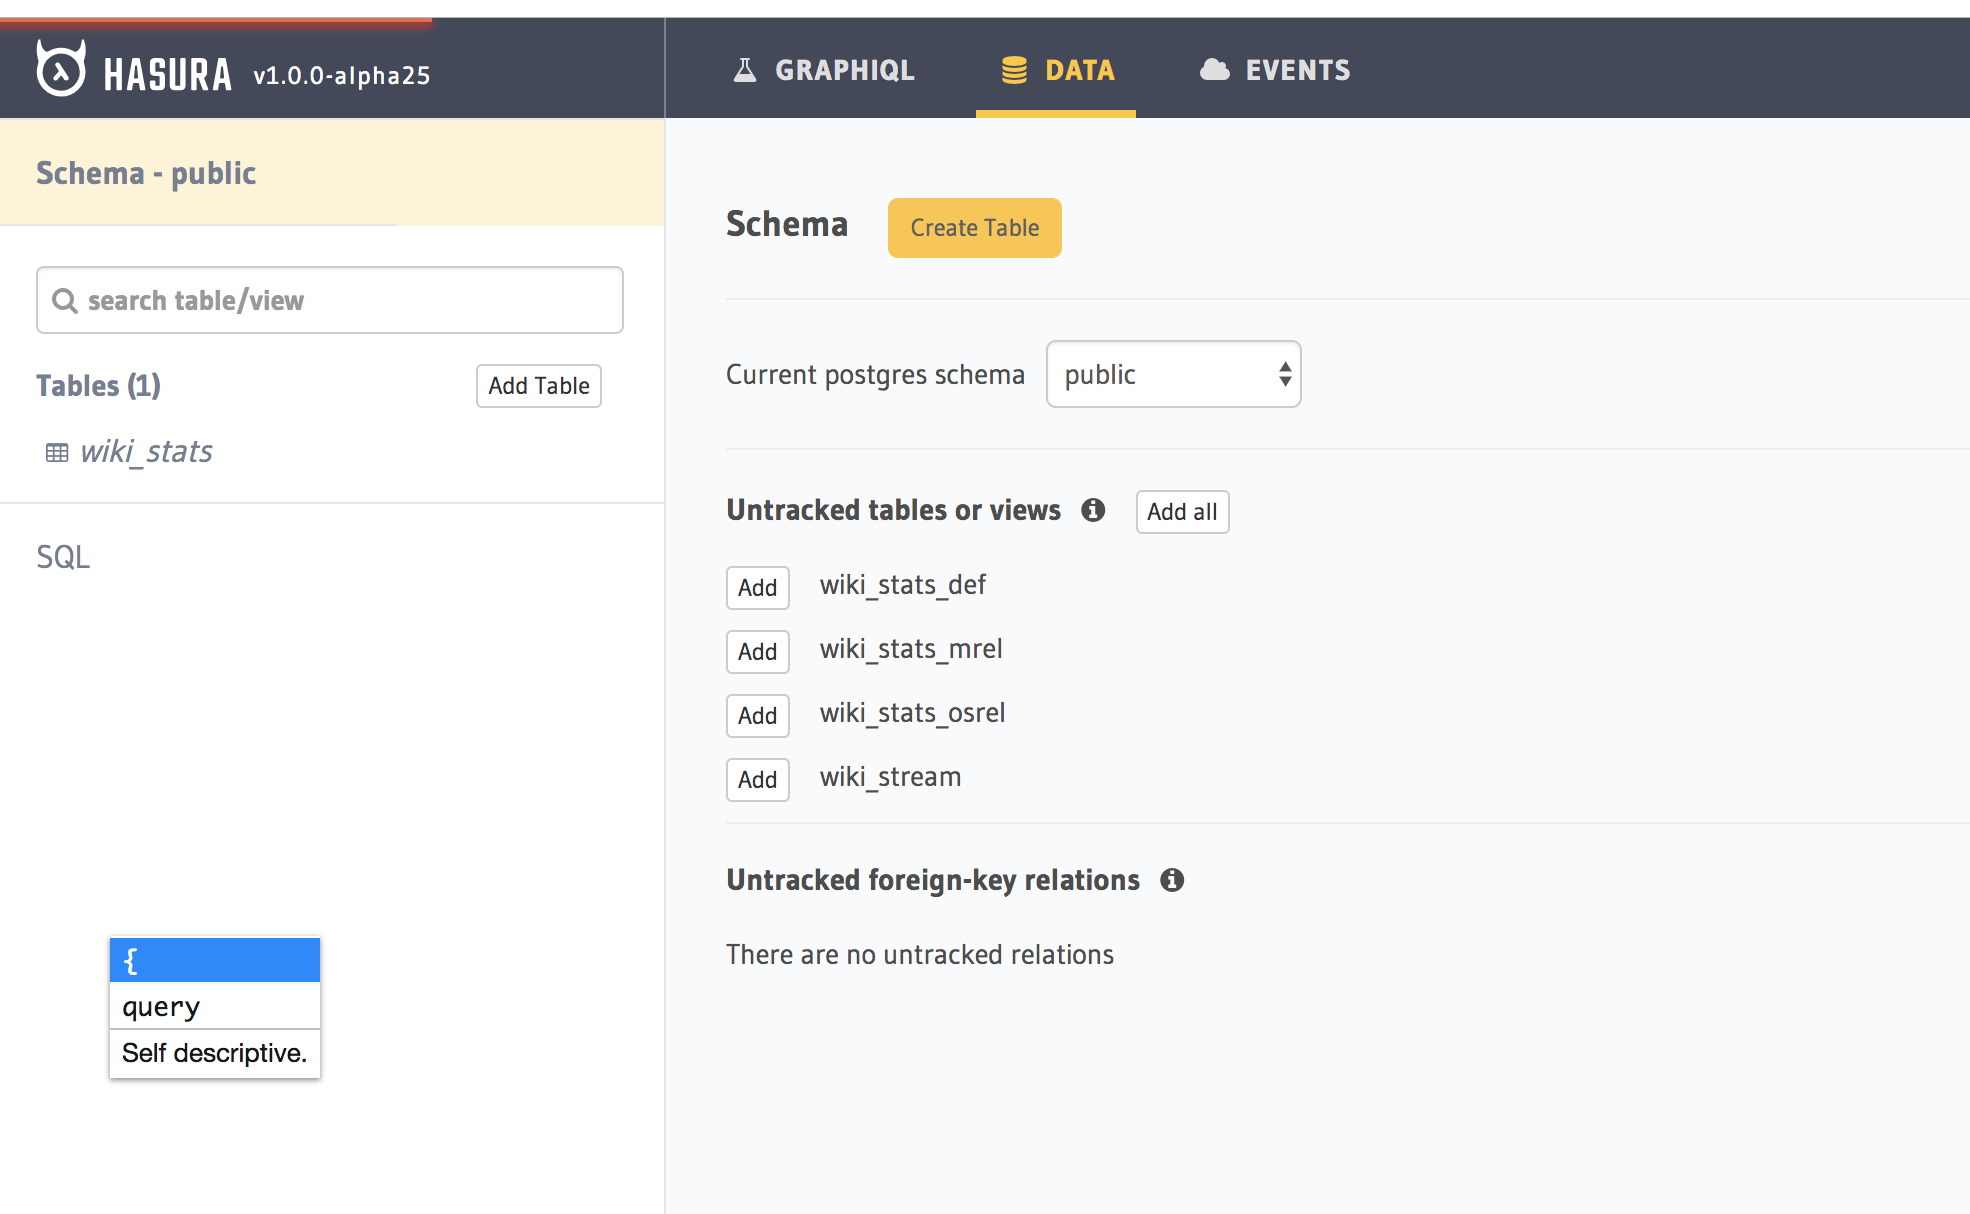 HASURA v1.0.0-alpha25
GRAPHIQL
DATA
EVENTS
Schema - public
search table/view
Tables (1)
Add Table
wiki_stats
SQL
{
query
Self descriptive.
Schema
Create Table
Current postgres schema
public
Untracked tables or views
Add all
Add wiki_stats_def
Add wiki_stats_mrel
Add wiki_stats_osrel
Add wiki_stream
Untracked foreign-key relations
There are no untracked relations